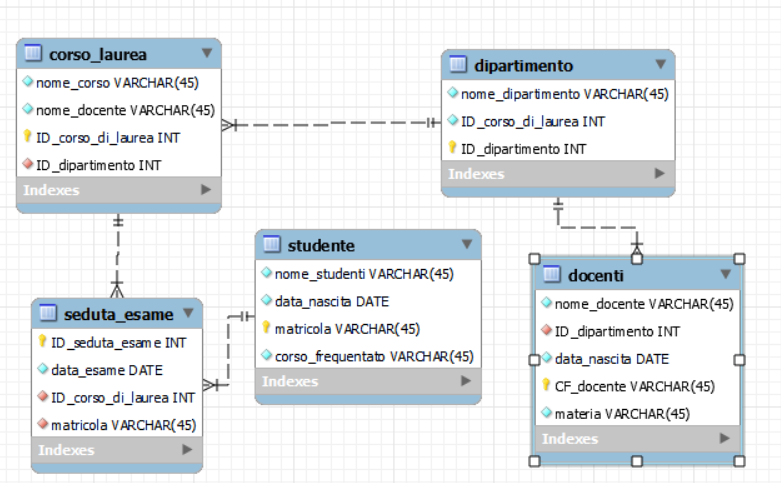 corso_laurea
nome_corso VARCHAR(45)
nome_docente VARCHAR(45)
ID_corso_di_laurea INT
ID_dipartimento INT
Indexes
dipartimento
nome_dipartimento VARCHAR(45)
ID_corso_di_laurea INT
ID_dipartimento INT
Indexes
studente
nome_studenti VARCHAR(45)
data_nascita DATE
matricola VARCHAR(45)
corso_frequentato VARCHAR(45)
Indexes
docenti
nome_docente VARCHAR(45)
ID_dipartimento INT
data_nascita DATE
CF_docente VARCHAR(45)
materia VARCHAR(45)
Indexes
seduta_esame
ID_seduta_esame INT
data_esame DATE
ID_corso_di_laurea INT
matricola VARCHAR(45)
Indexes